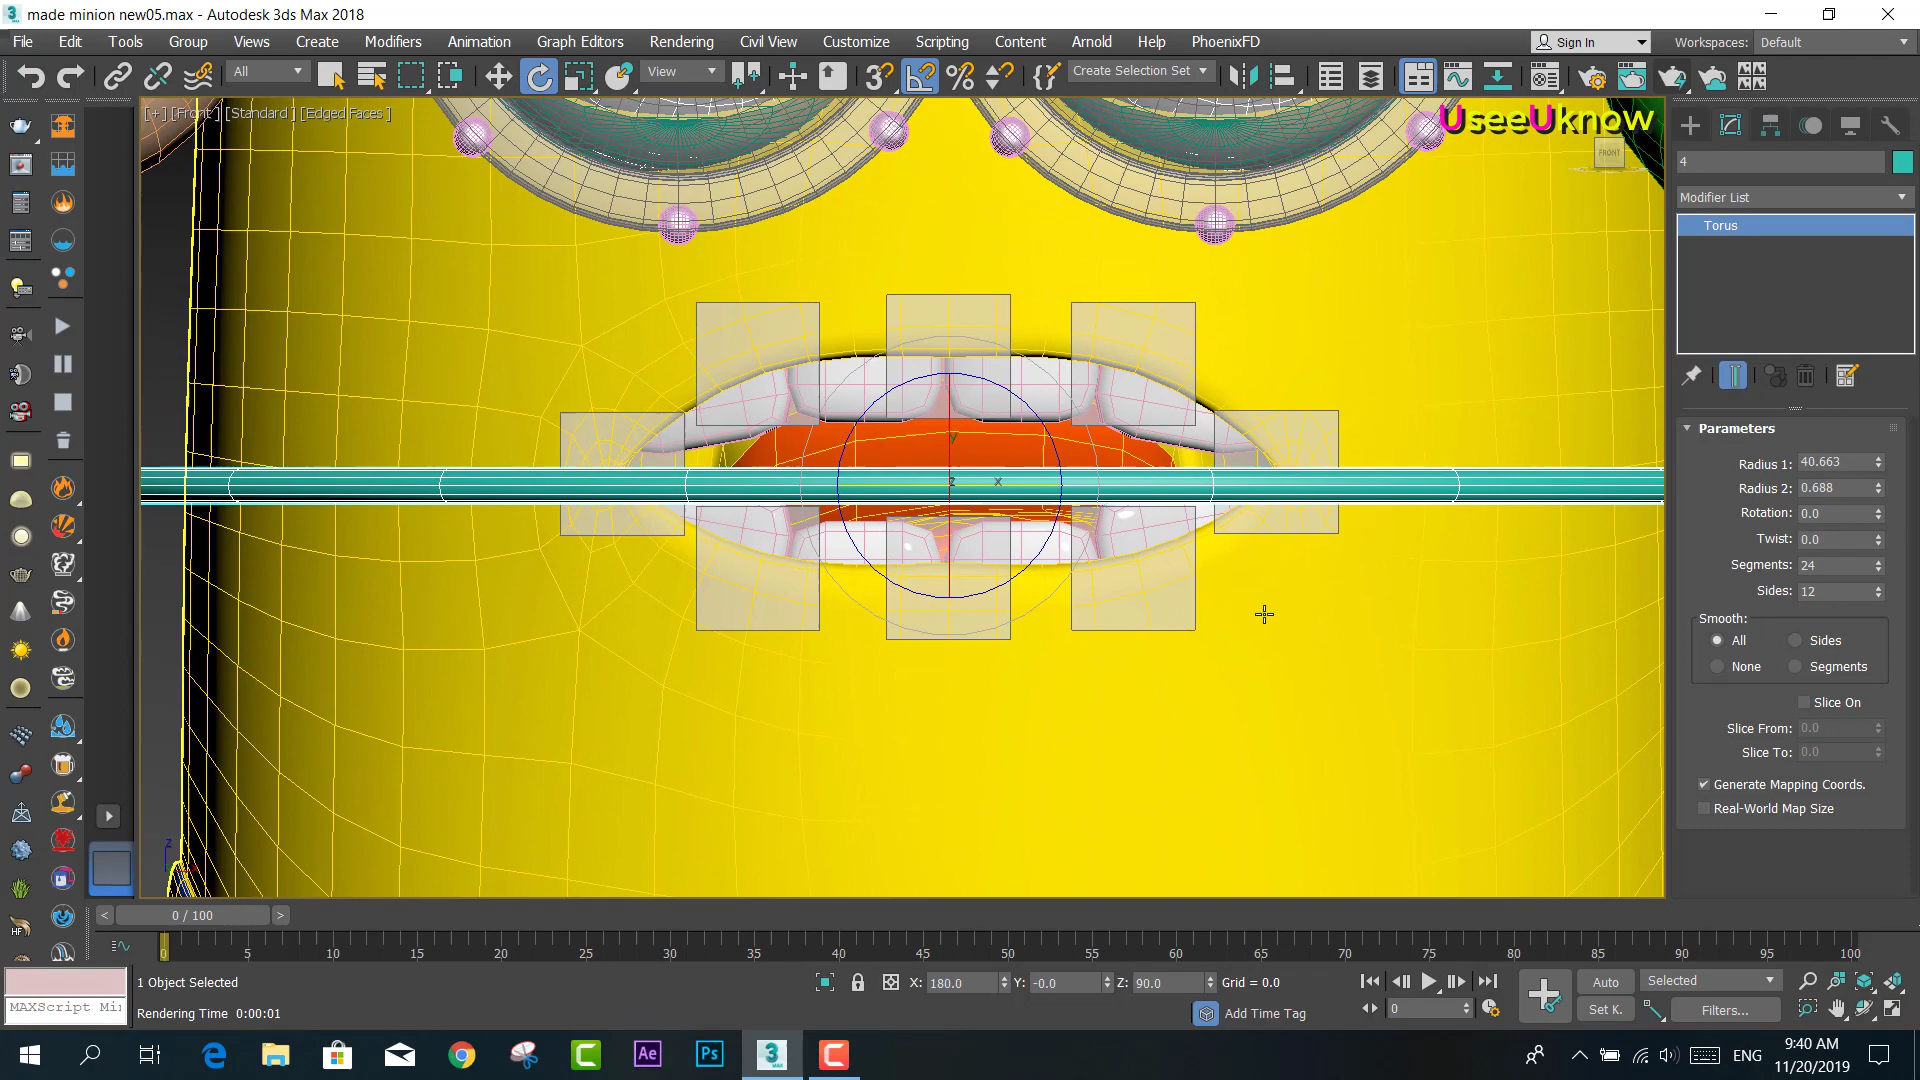 made minion new05.max - Autodesk 3ds Max 2018
File Edit Tools Group Views Create Modifiers Animation Graph Editors Rendering Civil View Customize Scripting Content Arnold Help PhoenixFD
Sign In
Workspaces: Default
All
View
Create Selection Set
[+] [Front ] [Standard ] [Edged Faces ]
UseeUknow
FRONT
4
Modifier List
Torus
Parameters
Radius 1: 40.663
Radius 2: 0.688
Rotation: 0.0
Twist: 0.0
Segments: 24
Sides: 12
Smooth:
All Sides
None Segments
Slice On
Slice From: 0.0
Slice To: 0.0
Generate Mapping Coords.
Real-World Map Size
y
z x
z
HF
< 0 / 100 >
0 5 10 15 20 25 30 35 40 45 50 55 60 65 70 75 80 85 90 95 100
1 Object Selected
X: 180.0 Y: -0.0 Z: 90.0 Grid = 0.0
Auto Selected
MAXScript Mi
Rendering Time 0:00:01
Add Time Tag
0
Set K. Filters...
Ae Ps 3 MAX C
ENG
9:40 AM
11/20/2019